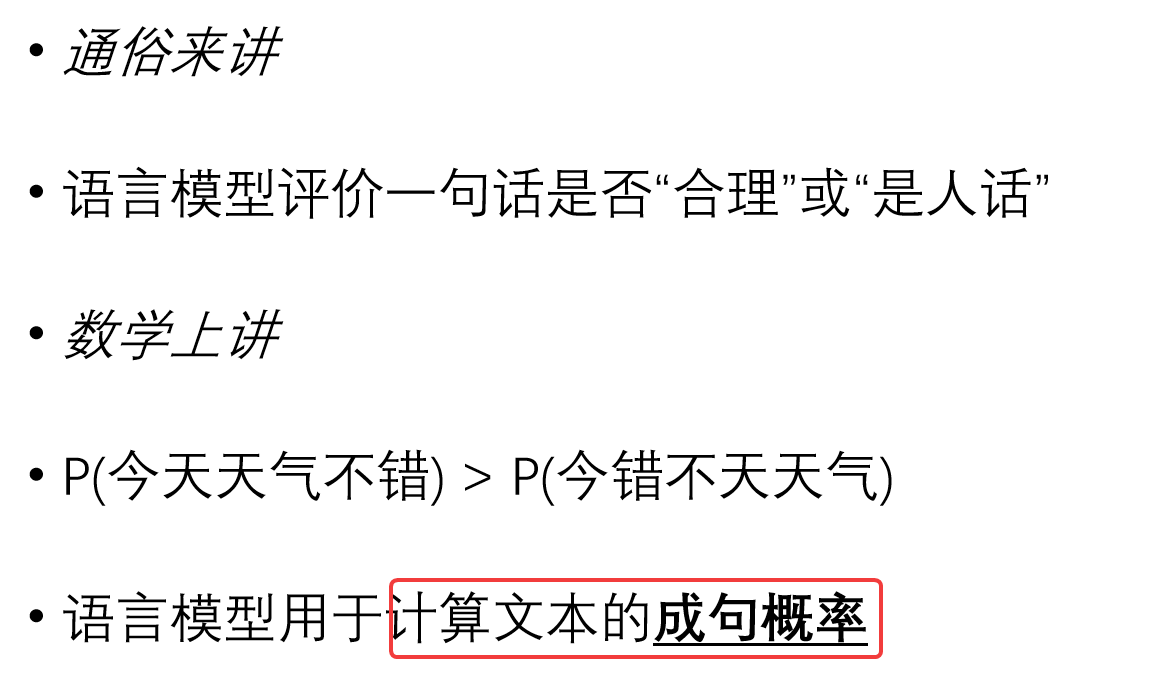 • 通俗来讲
• 语言模型评价一句话是否“合理”或“是人话”
• 数学上讲
• P(今天天气不错) > P(今错不天天气)
• 语言模型用于计算文本的成句概率